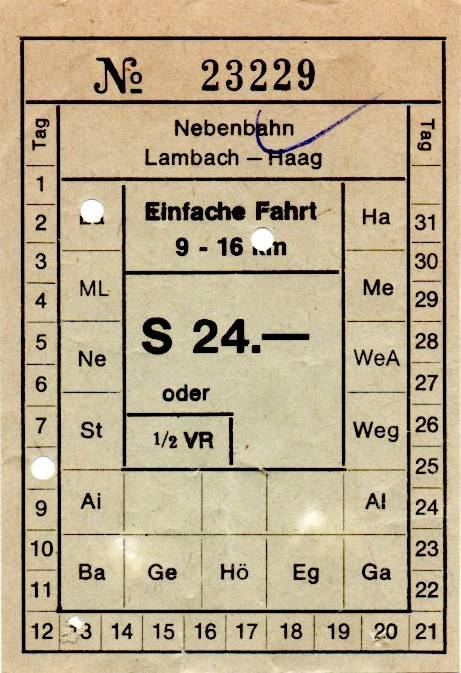 № 23229
Tag
Tag
Nebenbahn
Lambach – Haag
Einfache Fahrt
9 - 16 km
S 24.—
oder
1/2 VR
1
2
3
4
5
6
7
9
10
11
12
14
15
16
17
18
19
20
21
22
23
24
25
26
27
28
29
30
31
ML
Ne
St
Ai
Ba
Ge
Hö
Eg
Ga
Al
Weg
WeA
Me
Ha